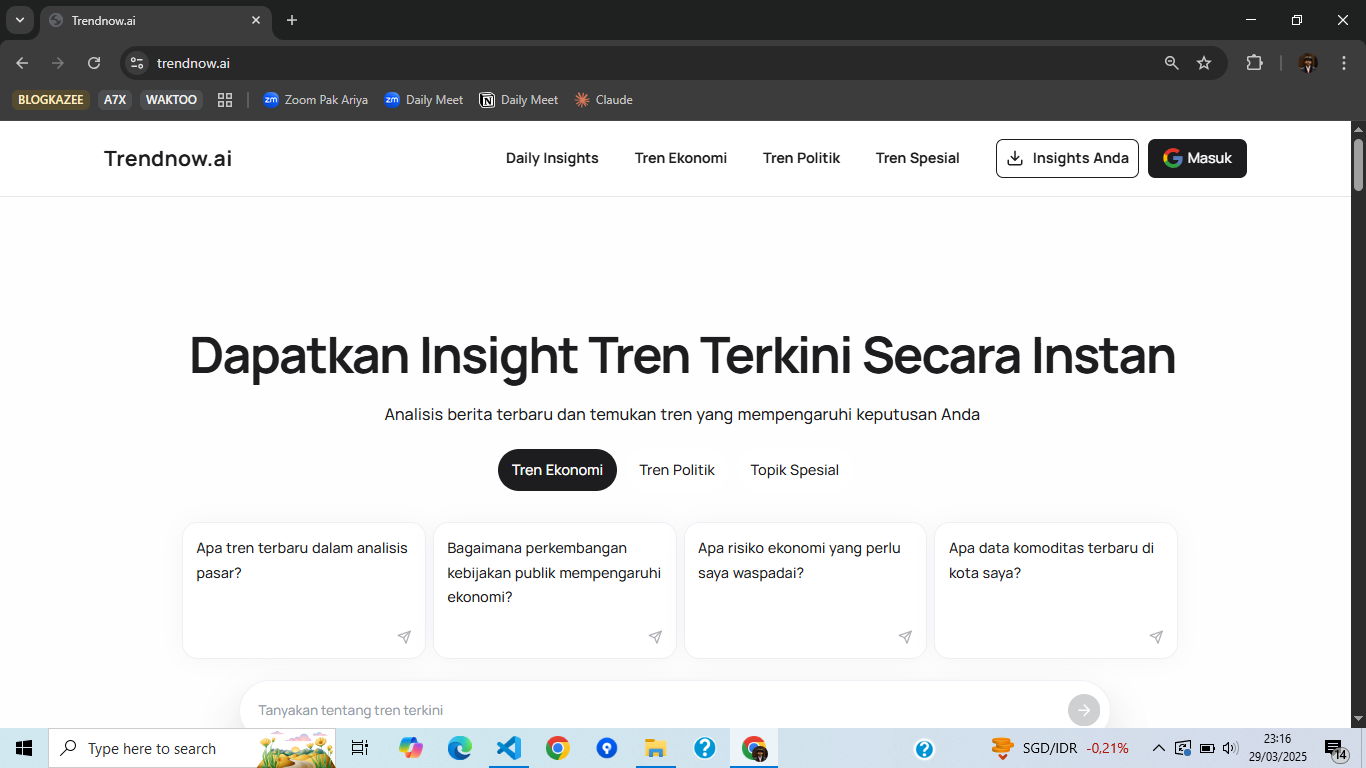 Trendnow.ai
trendnow.ai
BLOGKAZEE A7X WAKTOO Zoom Pak Ariya Daily Meet Daily Meet Claude
Trendnow.ai Daily Insights Tren Ekonomi Tren Politik Tren Spesial Insights Anda Masuk
Dapatkan Insight Tren Terkini Secara Instan
Analisis berita terbaru dan temukan tren yang mempengaruhi keputusan Anda
Tren Ekonomi Tren Politik Topik Spesial
Apa tren terbaru dalam analisis
pasar?
Bagaimana perkembangan
kebijakan publik mempengaruhi
ekonomi?
Apa risiko ekonomi yang perlu
saya waspadai?
Apa data komoditas terbaru di
kota saya?
Tanyakan tentang tren terkini
Type here to search
SGD/IDR -0,21%
23:16
29/03/2025
14